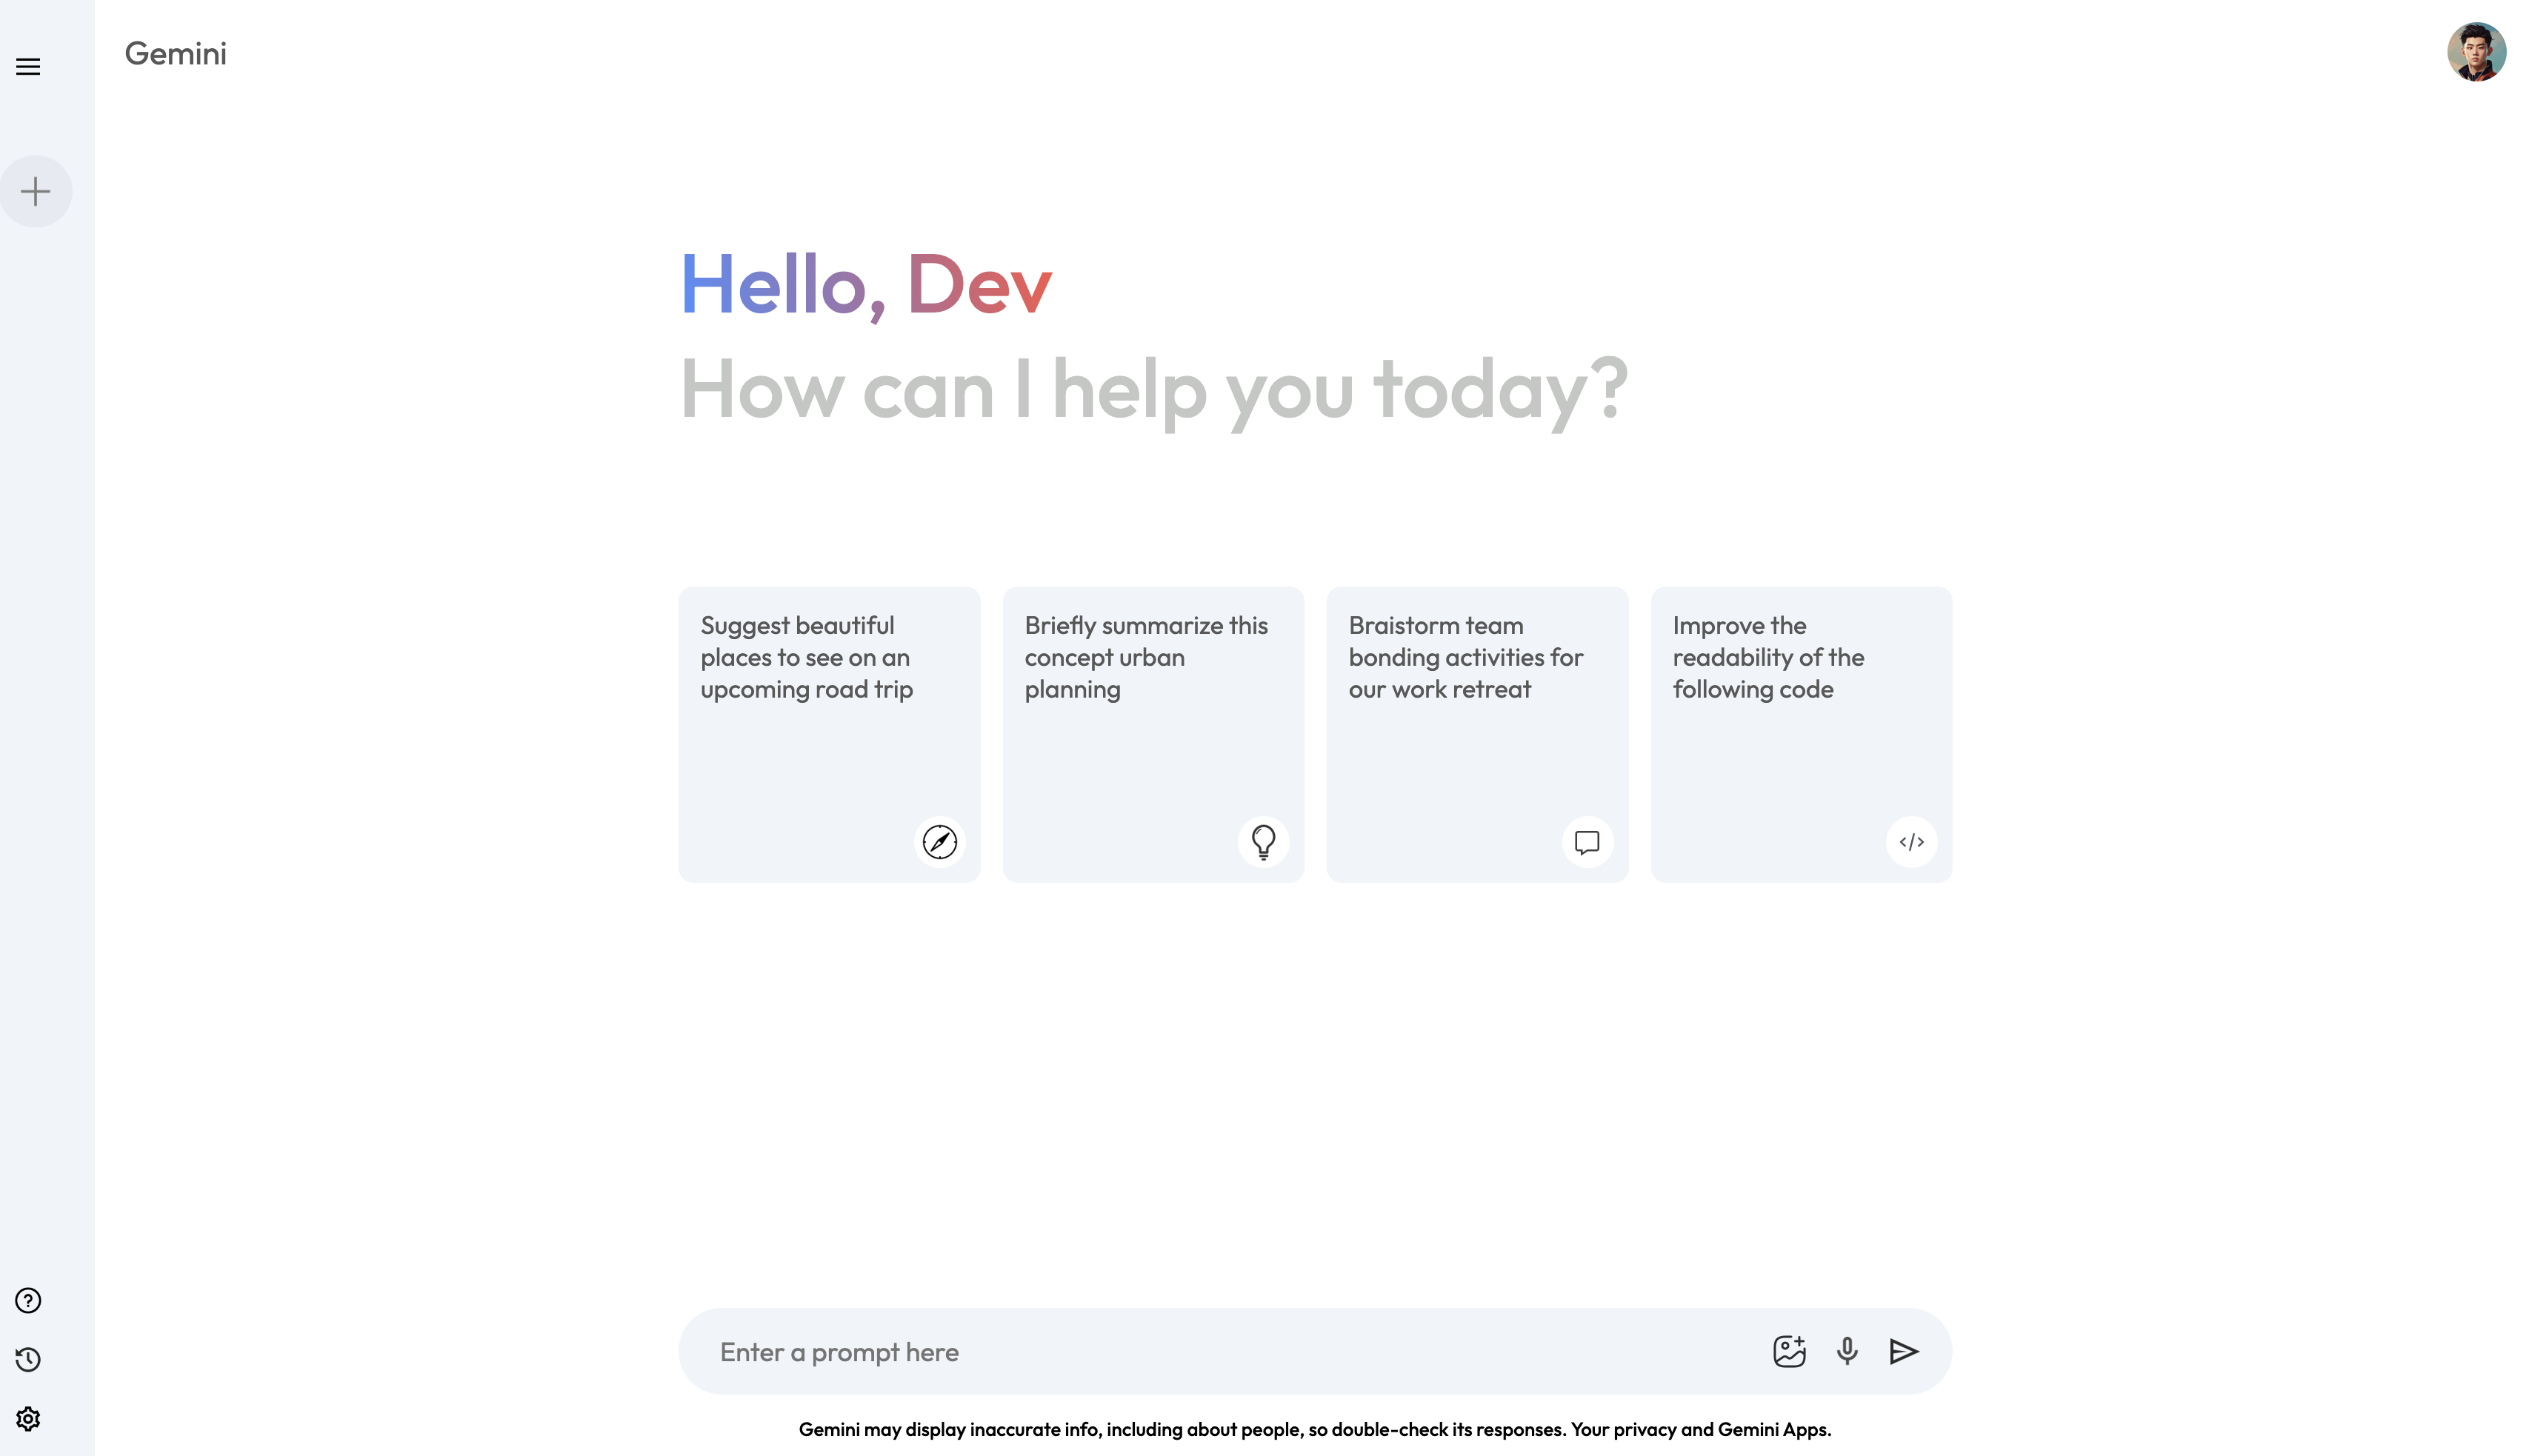 Gemini
Hello, Dev
How can I help you today?
Suggest beautiful
places to see on an
upcoming road trip
Briefly summarize this
concept urban
planning
Braistorm team
bonding activities for
our work retreat
Improve the
readability of the
following code
Enter a prompt here
Gemini may display inaccurate info, including about people, so double-check its responses. Your privacy and Gemini Apps.